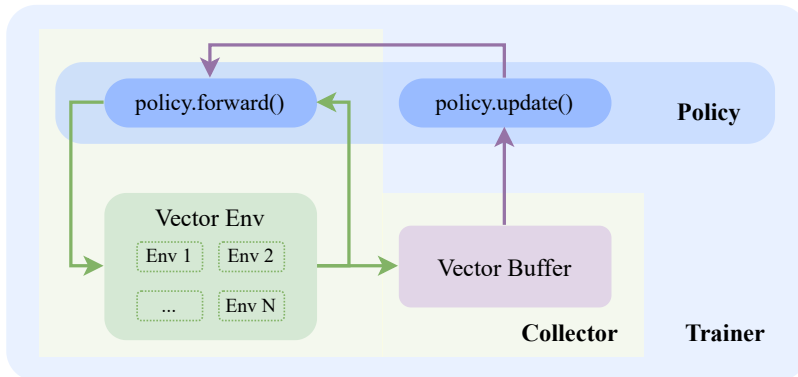 policy.forward()
policy.update()
Policy
Vector Env
Env 1
Env 2
...
Env N
Vector Buffer
Collector
Trainer